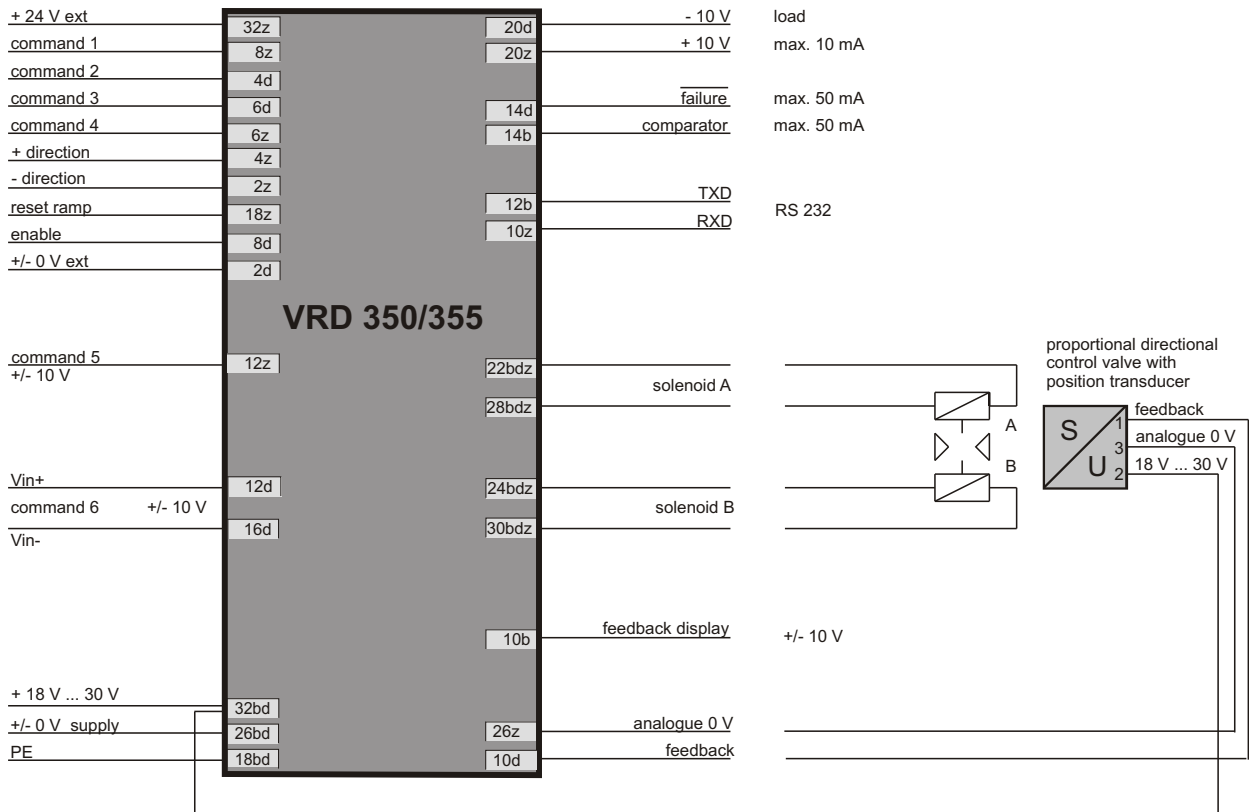 + 24 V ext
32z
command 1
8z
command 2
4d
command 3
6d
command 4
6z
+ direction
4z
- direction
2z
reset ramp
18z
enable
8d
+/- 0 V ext
2d
20d
- 10 V
load
20z
+ 10 V
max. 10 mA
14d
failure
max. 50 mA
14b
comparator
max. 50 mA
12b
TXD
10z
RXD
RS 232
VRD 350/355
command 5
+/- 10 V
12z
22bdz
solenoid A
28bdz
Vin+
12d
command 6 +/- 10 V
16d
Vin-
24bdz
solenoid B
30bdz
A
B
proportional directional
control valve with
position transducer
S
U
1
feedback
3
analogue 0 V
2
18 V ... 30 V
10b
feedback display
+/- 10 V
+ 18 V ... 30 V
32bd
+/- 0 V supply
26bd
PE
18bd
26z
analogue 0 V
10d
feedback